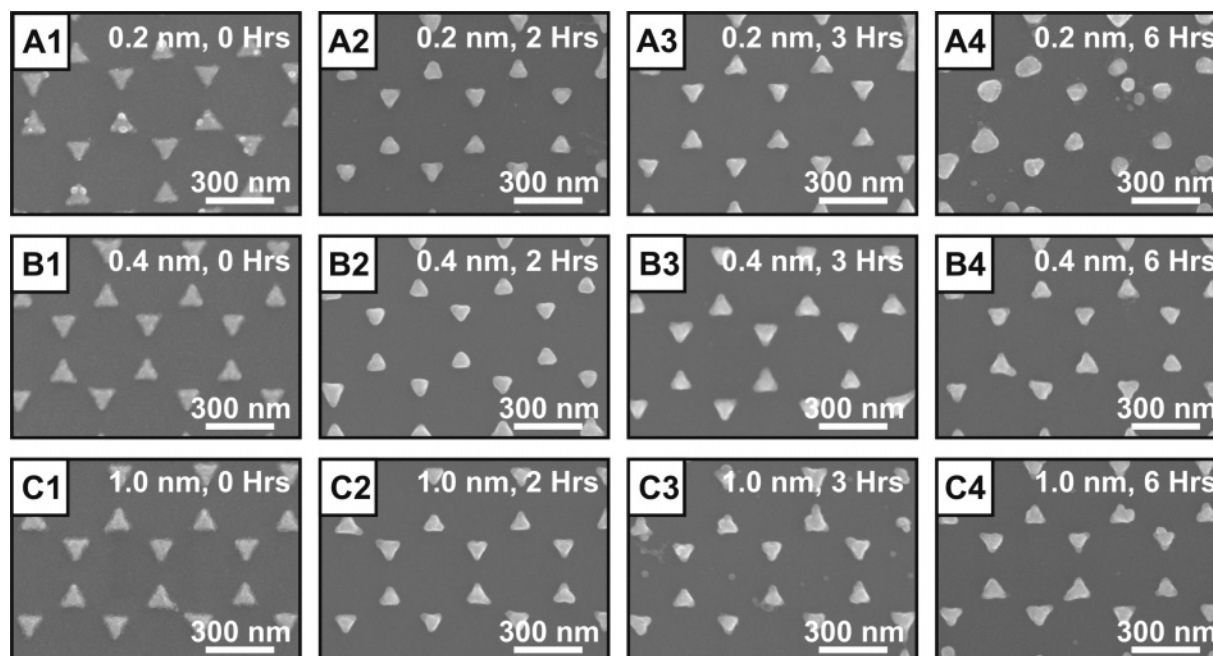 A1 0.2 nm, 0 Hrs
300 nm
A2 0.2 nm, 2 Hrs
300 nm
A3 0.2 nm, 3 Hrs
300 nm
A4 0.2 nm, 6 Hrs
300 nm
B1 0.4 nm, 0 Hrs
300 nm
B2 0.4 nm, 2 Hrs
300 nm
B3 0.4 nm, 3 Hrs
300 nm
B4 0.4 nm, 6 Hrs
300 nm
C1 1.0 nm, 0 Hrs
300 nm
C2 1.0 nm, 2 Hrs
300 nm
C3 1.0 nm, 3 Hrs
300 nm
C4 1.0 nm, 6 Hrs
300 nm